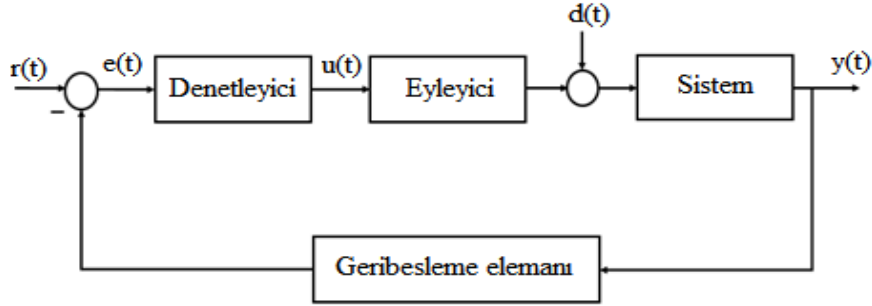 d(t)
r(t)
e(t)
Denetleyici
u(t)
Eyleyici
Sistem
y(t)
−
Geribesleme elemanı